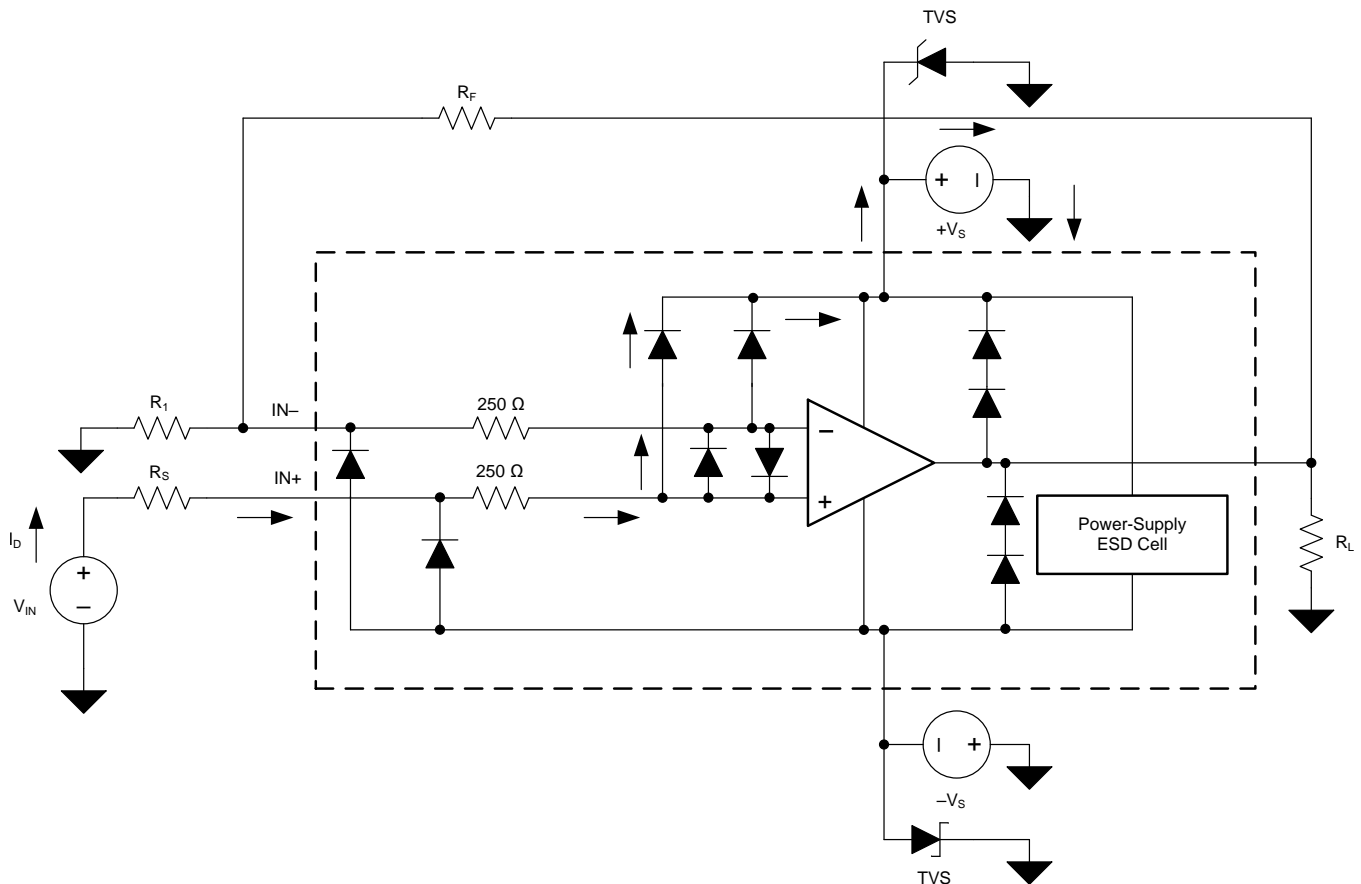 TVS
R_F
+ –
+V_S
R_1
IN–
250 Ω
R_S
IN+
250 Ω
–
+
I_D
+
V_IN
–
Power-Supply
ESD Cell
R_L
– +
–V_S
TVS